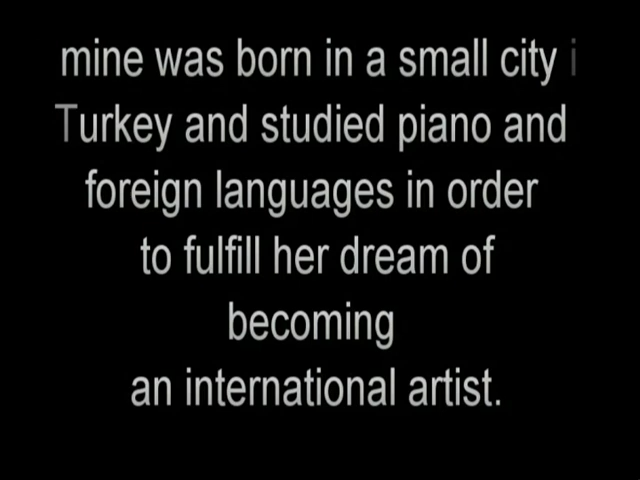 mine was born in a small city i
Turkey and studied piano and
foreign languages in order
to fulfill her dream of
becoming
an international artist.